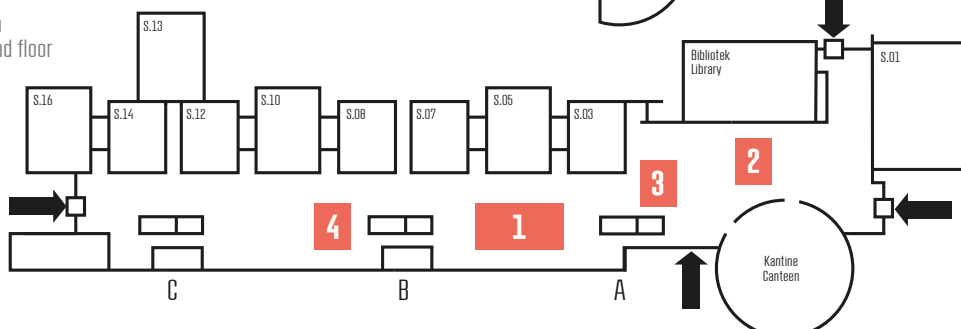 nd floor
S.13
S.01
Bibliotek
Library
S.16
S.14
S.12
S.10
S.08
S.07
S.05
S.03
2
3
4
1
Kantine
Canteen
C
B
A